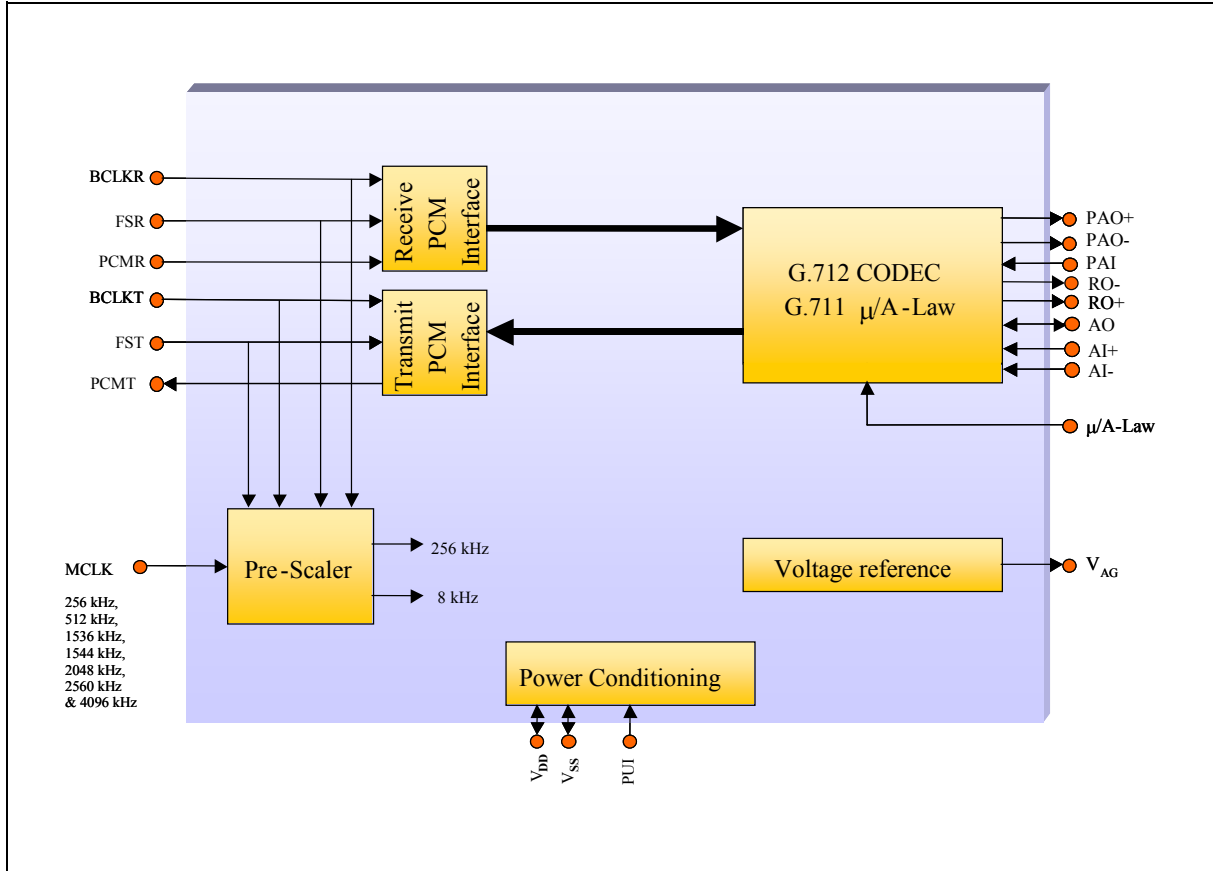 BCLKR
FSR
PCMR
BCLKT
FST
PCMT
Receive
PCM
Interface
Transmit
PCM
Interface
G.712 CODEC
G.711 μ/A-Law
PAO+
PAO-
PAI
RO-
RO+
AO
AI+
AI-
μ/A-Law
MCLK
256 kHz,
512 kHz,
1536 kHz,
1544 kHz,
2048 kHz,
2560 kHz
& 4096 kHz
Pre-Scaler
256 kHz
8 kHz
Voltage reference
VAG
Power Conditioning
VDD
VSS
PUI